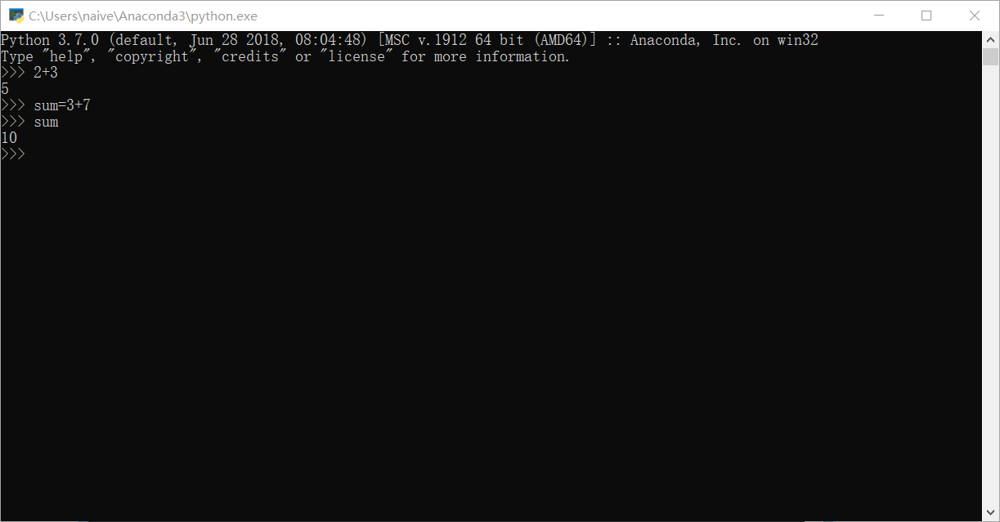 C:\Users\naive\Anaconda3\python.exe
Python 3.7.0 (default, Jun 28 2018, 08:04:48) [MSC v.1912 64 bit (AMD64)] :: Anaconda, Inc. on win32
Type "help", "copyright", "credits" or "license" for more information.
>>> 2+3
5
>>> sum=3+7
>>> sum
10
>>>